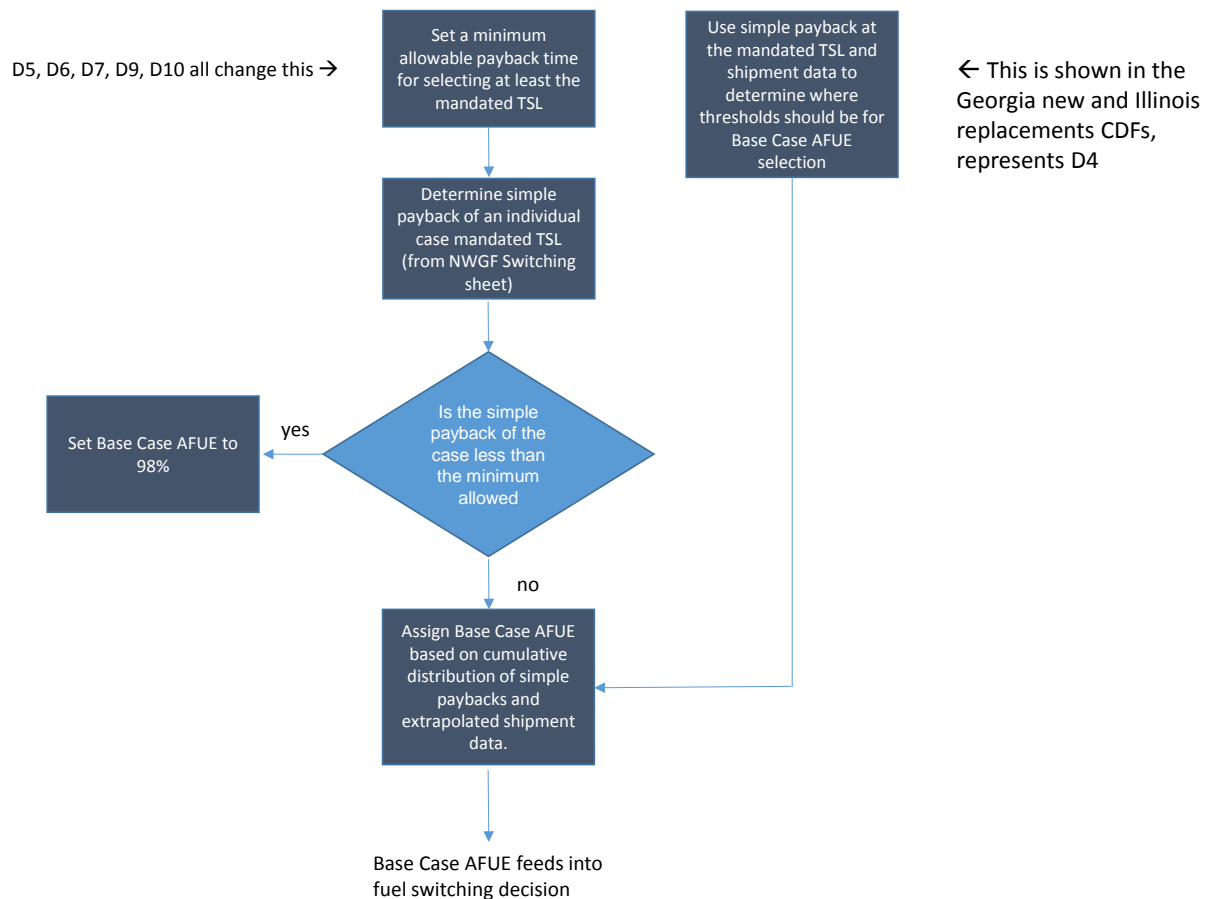 D5, D6, D7, D9, D10 all change this →
Set a minimum
allowable payback time
for selecting at least the
mandated TSL
Use simple payback at
the mandated TSL and
shipment data to
determine where
thresholds should be for
Base Case AFUE
selection
← This is shown in the
Georgia new and Illinois
replacements CDFs,
represents D4
Determine simple
payback of an individual
case mandated TSL
(from NWGF Switching
sheet)
Is the simple
payback of the
case less than
the minimum
allowed
yes
Set Base Case AFUE to
98%
no
Assign Base Case AFUE
based on cumulative
distribution of simple
paybacks and
extrapolated shipment
data.
Base Case AFUE feeds into
fuel switching decision